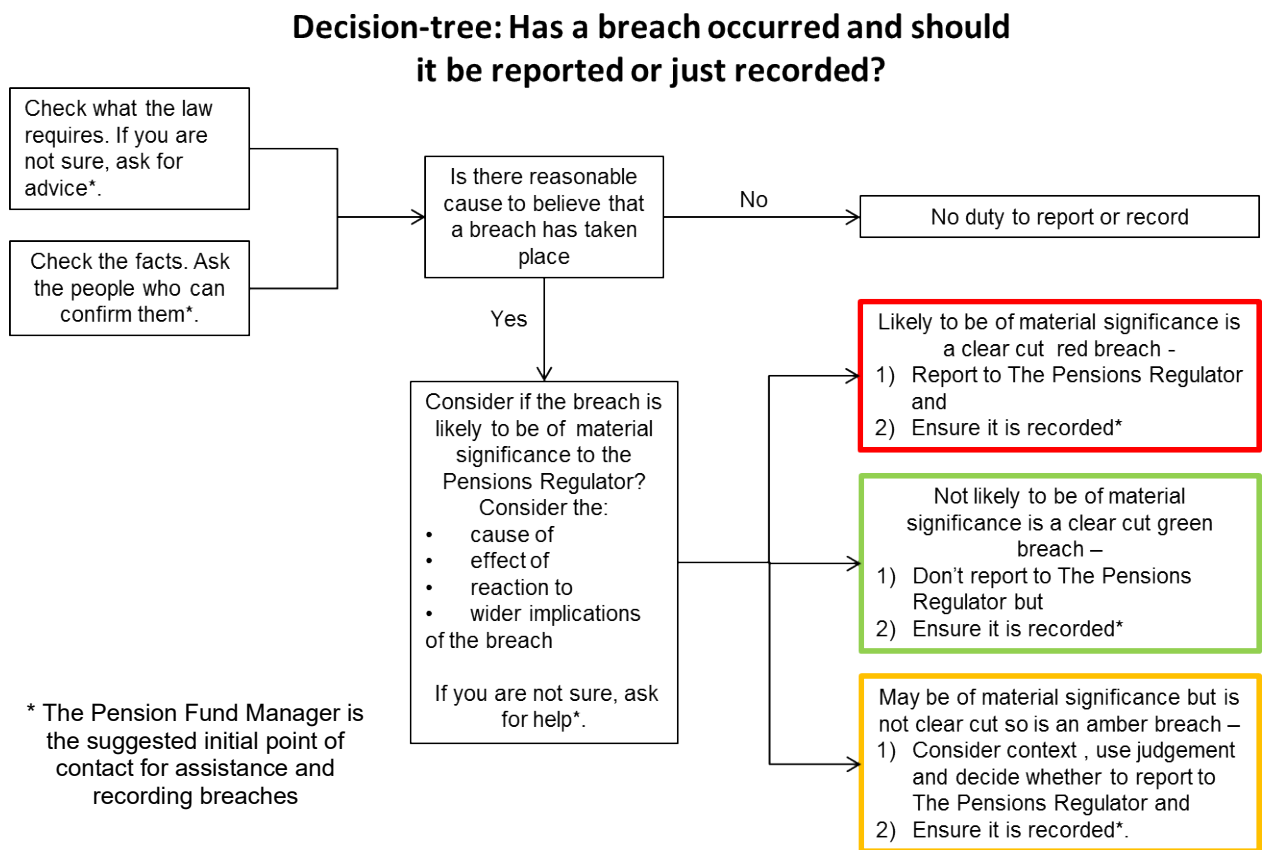 Decision-tree: Has a breach occurred and should
it be reported or just recorded?
Check what the law
requires. If you are
not sure, ask for
advice*.
Check the facts. Ask
the people who can
confirm them*.
Is there reasonable
cause to believe that
a breach has taken
place
No
No duty to report or record
Yes
Consider if the breach is
likely to be of material
significance to the
Pensions Regulator?
Consider the:
• cause of
• effect of
• reaction to
• wider implications
of the breach
If you are not sure, ask
for help*.
Likely to be of material significance is
a clear cut red breach -
1) Report to The Pensions Regulator
and
2) Ensure it is recorded*
Not likely to be of material
significance is a clear cut green
breach –
1) Don’t report to The Pensions
Regulator but
2) Ensure it is recorded*
May be of material significance but is
not clear cut so is an amber breach –
1) Consider context , use judgement
and decide whether to report to
The Pensions Regulator and
2) Ensure it is recorded*.
* The Pension Fund Manager is
the suggested initial point of
contact for assistance and
recording breaches